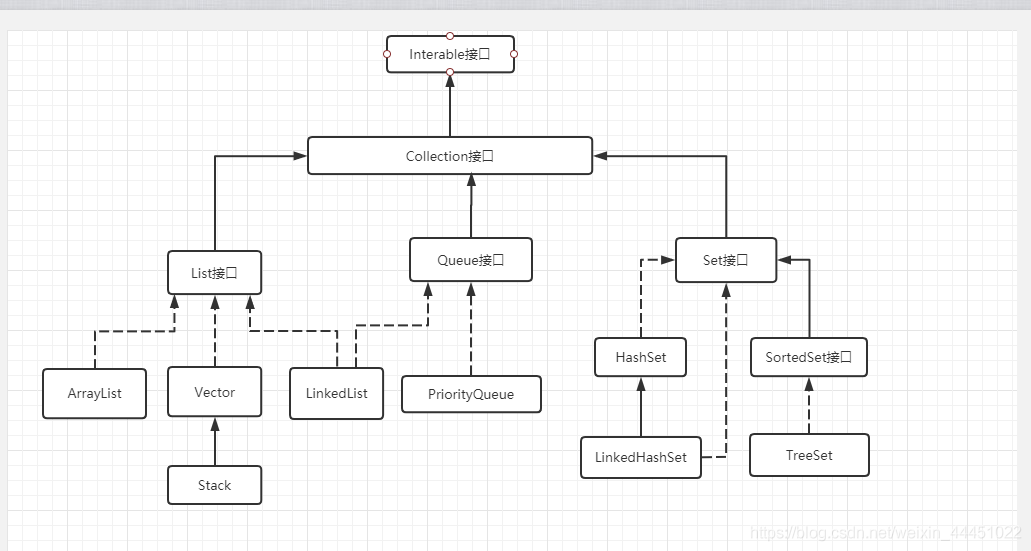 Interable接口
Collection接口
List接口
Queue接口
Set接口
HashSet
SortedSet接口
ArrayList
Vector
LinkedList
PriorityQueue
LinkedHashSet
TreeSet
Stack
https://blog.csdn.net/weixin_44451022